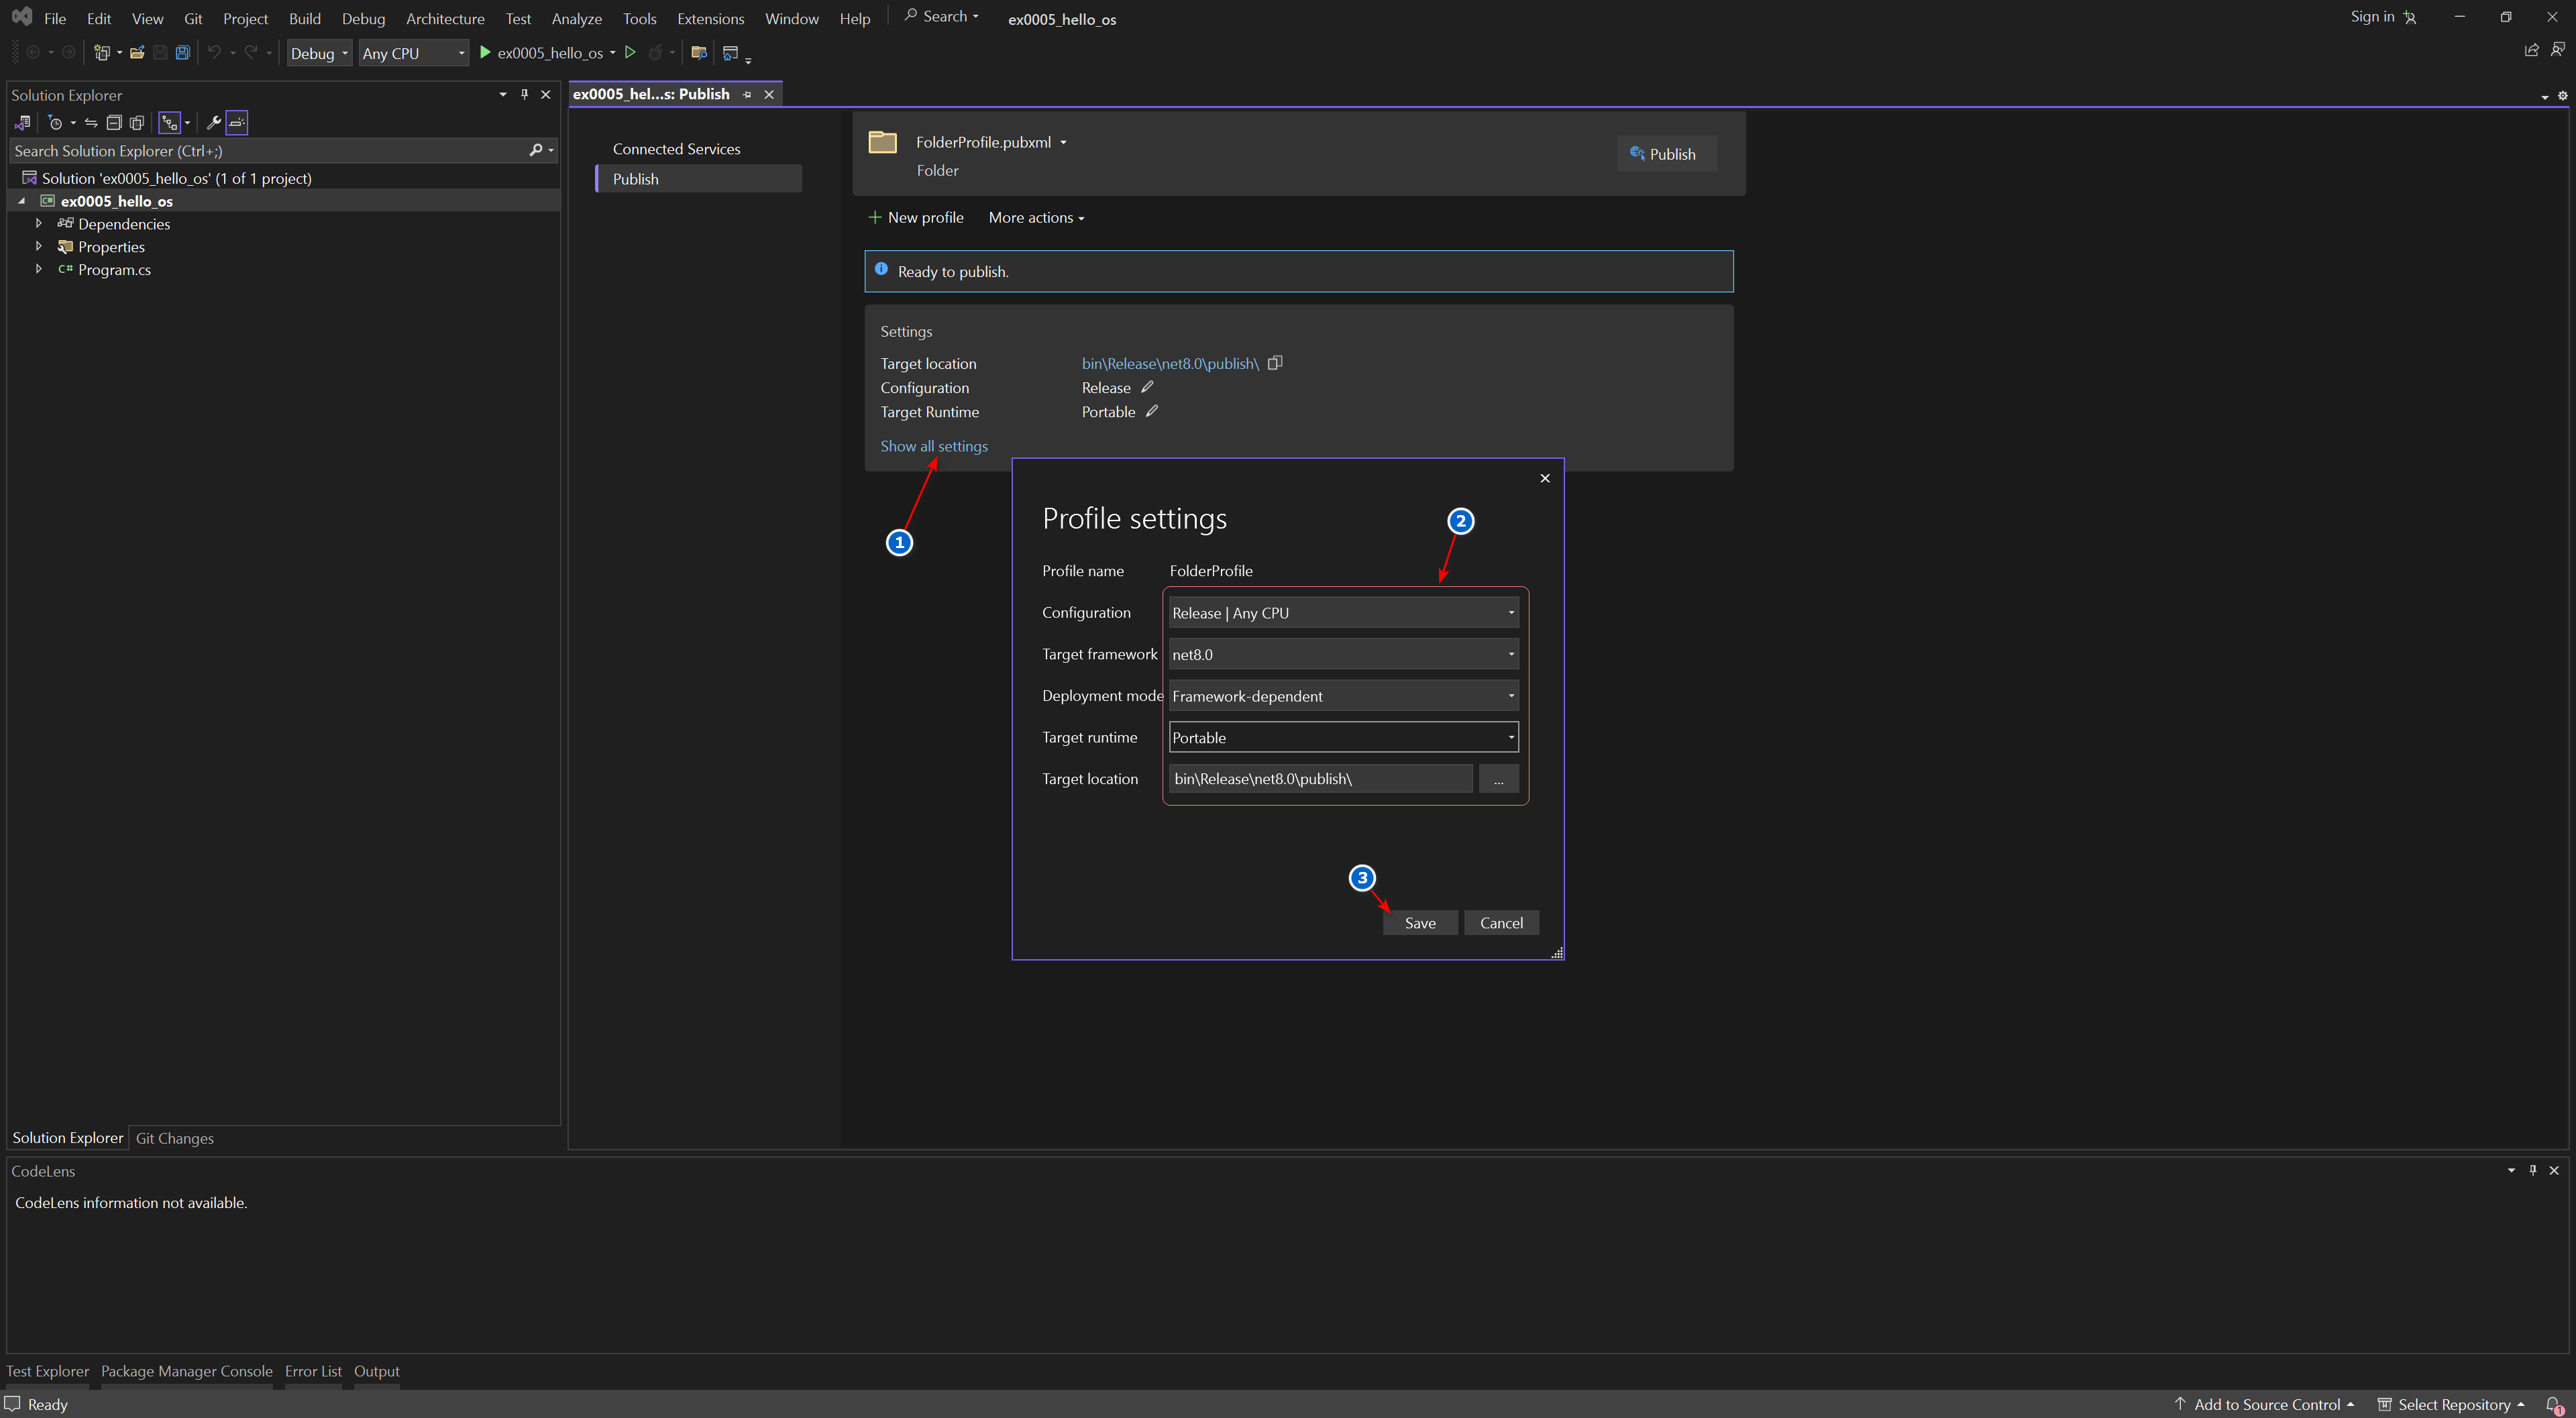 File Edit View Git Project Build Debug Architecture Test Analyze Tools Extensions Window Help Search ex0005_hello_os Sign in
Debug Any CPU ex0005_hello_os
Solution Explorer
ex0005_hel...s: Publish
Search Solution Explorer (Ctrl+;)
Solution 'ex0005_hello_os' (1 of 1 project)
C# ex0005_hello_os
Dependencies
Properties
C# Program.cs
Connected Services
Publish
FolderProfile.pubxml
Folder
Publish
New profile More actions
Ready to publish.
Settings
Target location bin\Release\net8.0\publish\
Configuration Release
Target Runtime Portable
Show all settings
1
Profile settings
2
Profile name FolderProfile
Configuration Release | Any CPU
Target framework net8.0
Deployment mode Framework-dependent
Target runtime Portable
Target location bin\Release\net8.0\publish\ ...
3
Save Cancel
Solution Explorer Git Changes
CodeLens
CodeLens information not available.
Test Explorer Package Manager Console Error List Output
Ready Add to Source Control Select Repository 1